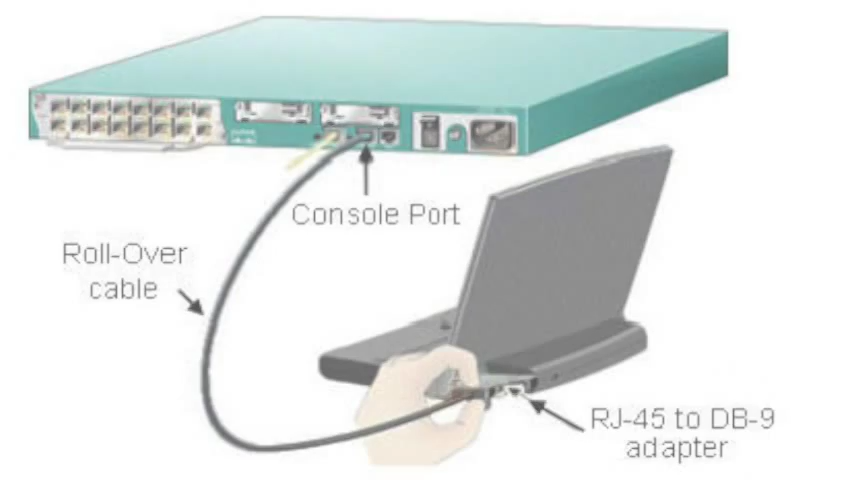 Console Port
Roll-Over
cable
RJ-45 to DB-9
adapter